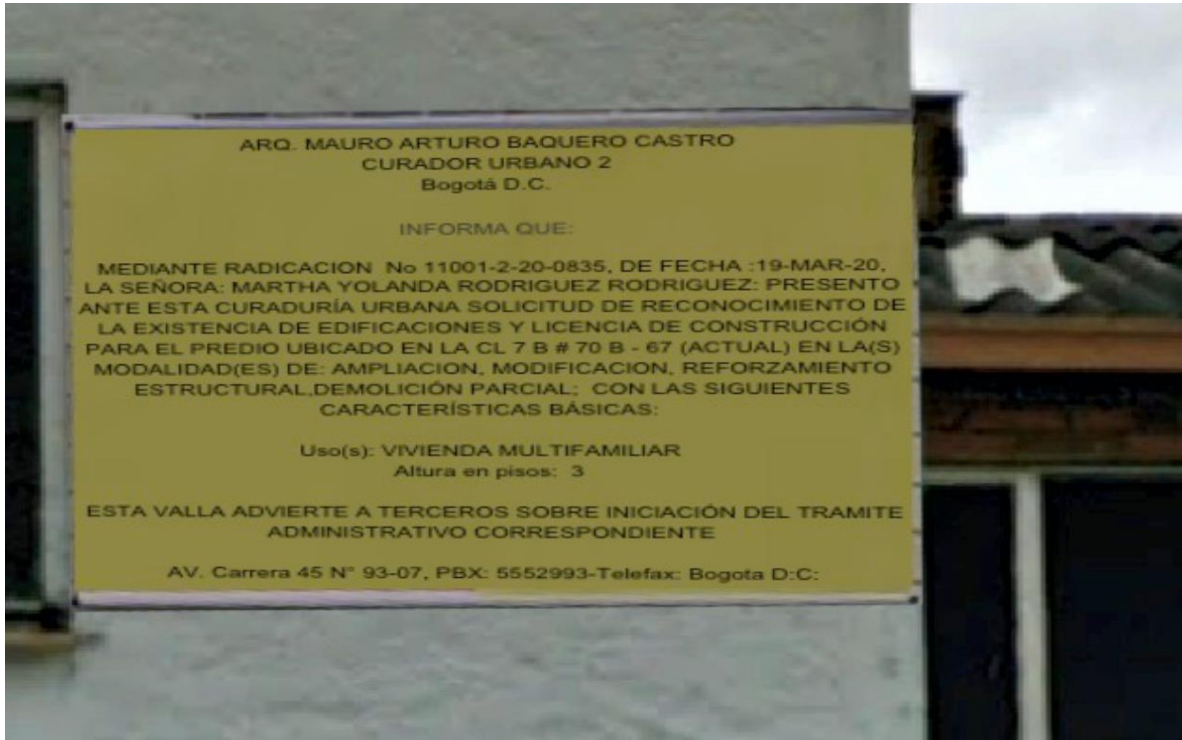 ARQ. MAURO ARTURO BAQUERO CASTRO
CURADOR URBANO 2
Bogotá D.C.
INFORMA QUE:
MEDIANTE RADICACION No 11001-2-20-0835, DE FECHA :19-MAR-20,
LA SEÑORA: MARTHA YOLANDA RODRIGUEZ RODRIGUEZ: PRESENTO
ANTE ESTA CURADURÍA URBANA SOLICITUD DE RECONOCIMIENTO DE
LA EXISTENCIA DE EDIFICACIONES Y LICENCIA DE CONSTRUCCIÓN
PARA EL PREDIO UBICADO EN LA CL 7 B # 70 B - 67 (ACTUAL) EN LA(S)
MODALIDAD(ES) DE: AMPLIACION, MODIFICACION, REFORZAMIENTO
ESTRUCTURAL,DEMOLICIÓN PARCIAL; CON LAS SIGUIENTES
CARACTERÍSTICAS BÁSICAS:
Uso(s): VIVIENDA MULTIFAMILIAR
Altura en pisos: 3
ESTA VALLA ADVIERTE A TERCEROS SOBRE INICIACIÓN DEL TRAMITE
ADMINISTRATIVO CORRESPONDIENTE
AV. Carrera 45 N° 93-07, PBX: 5552993-Telefax: Bogota D:C: